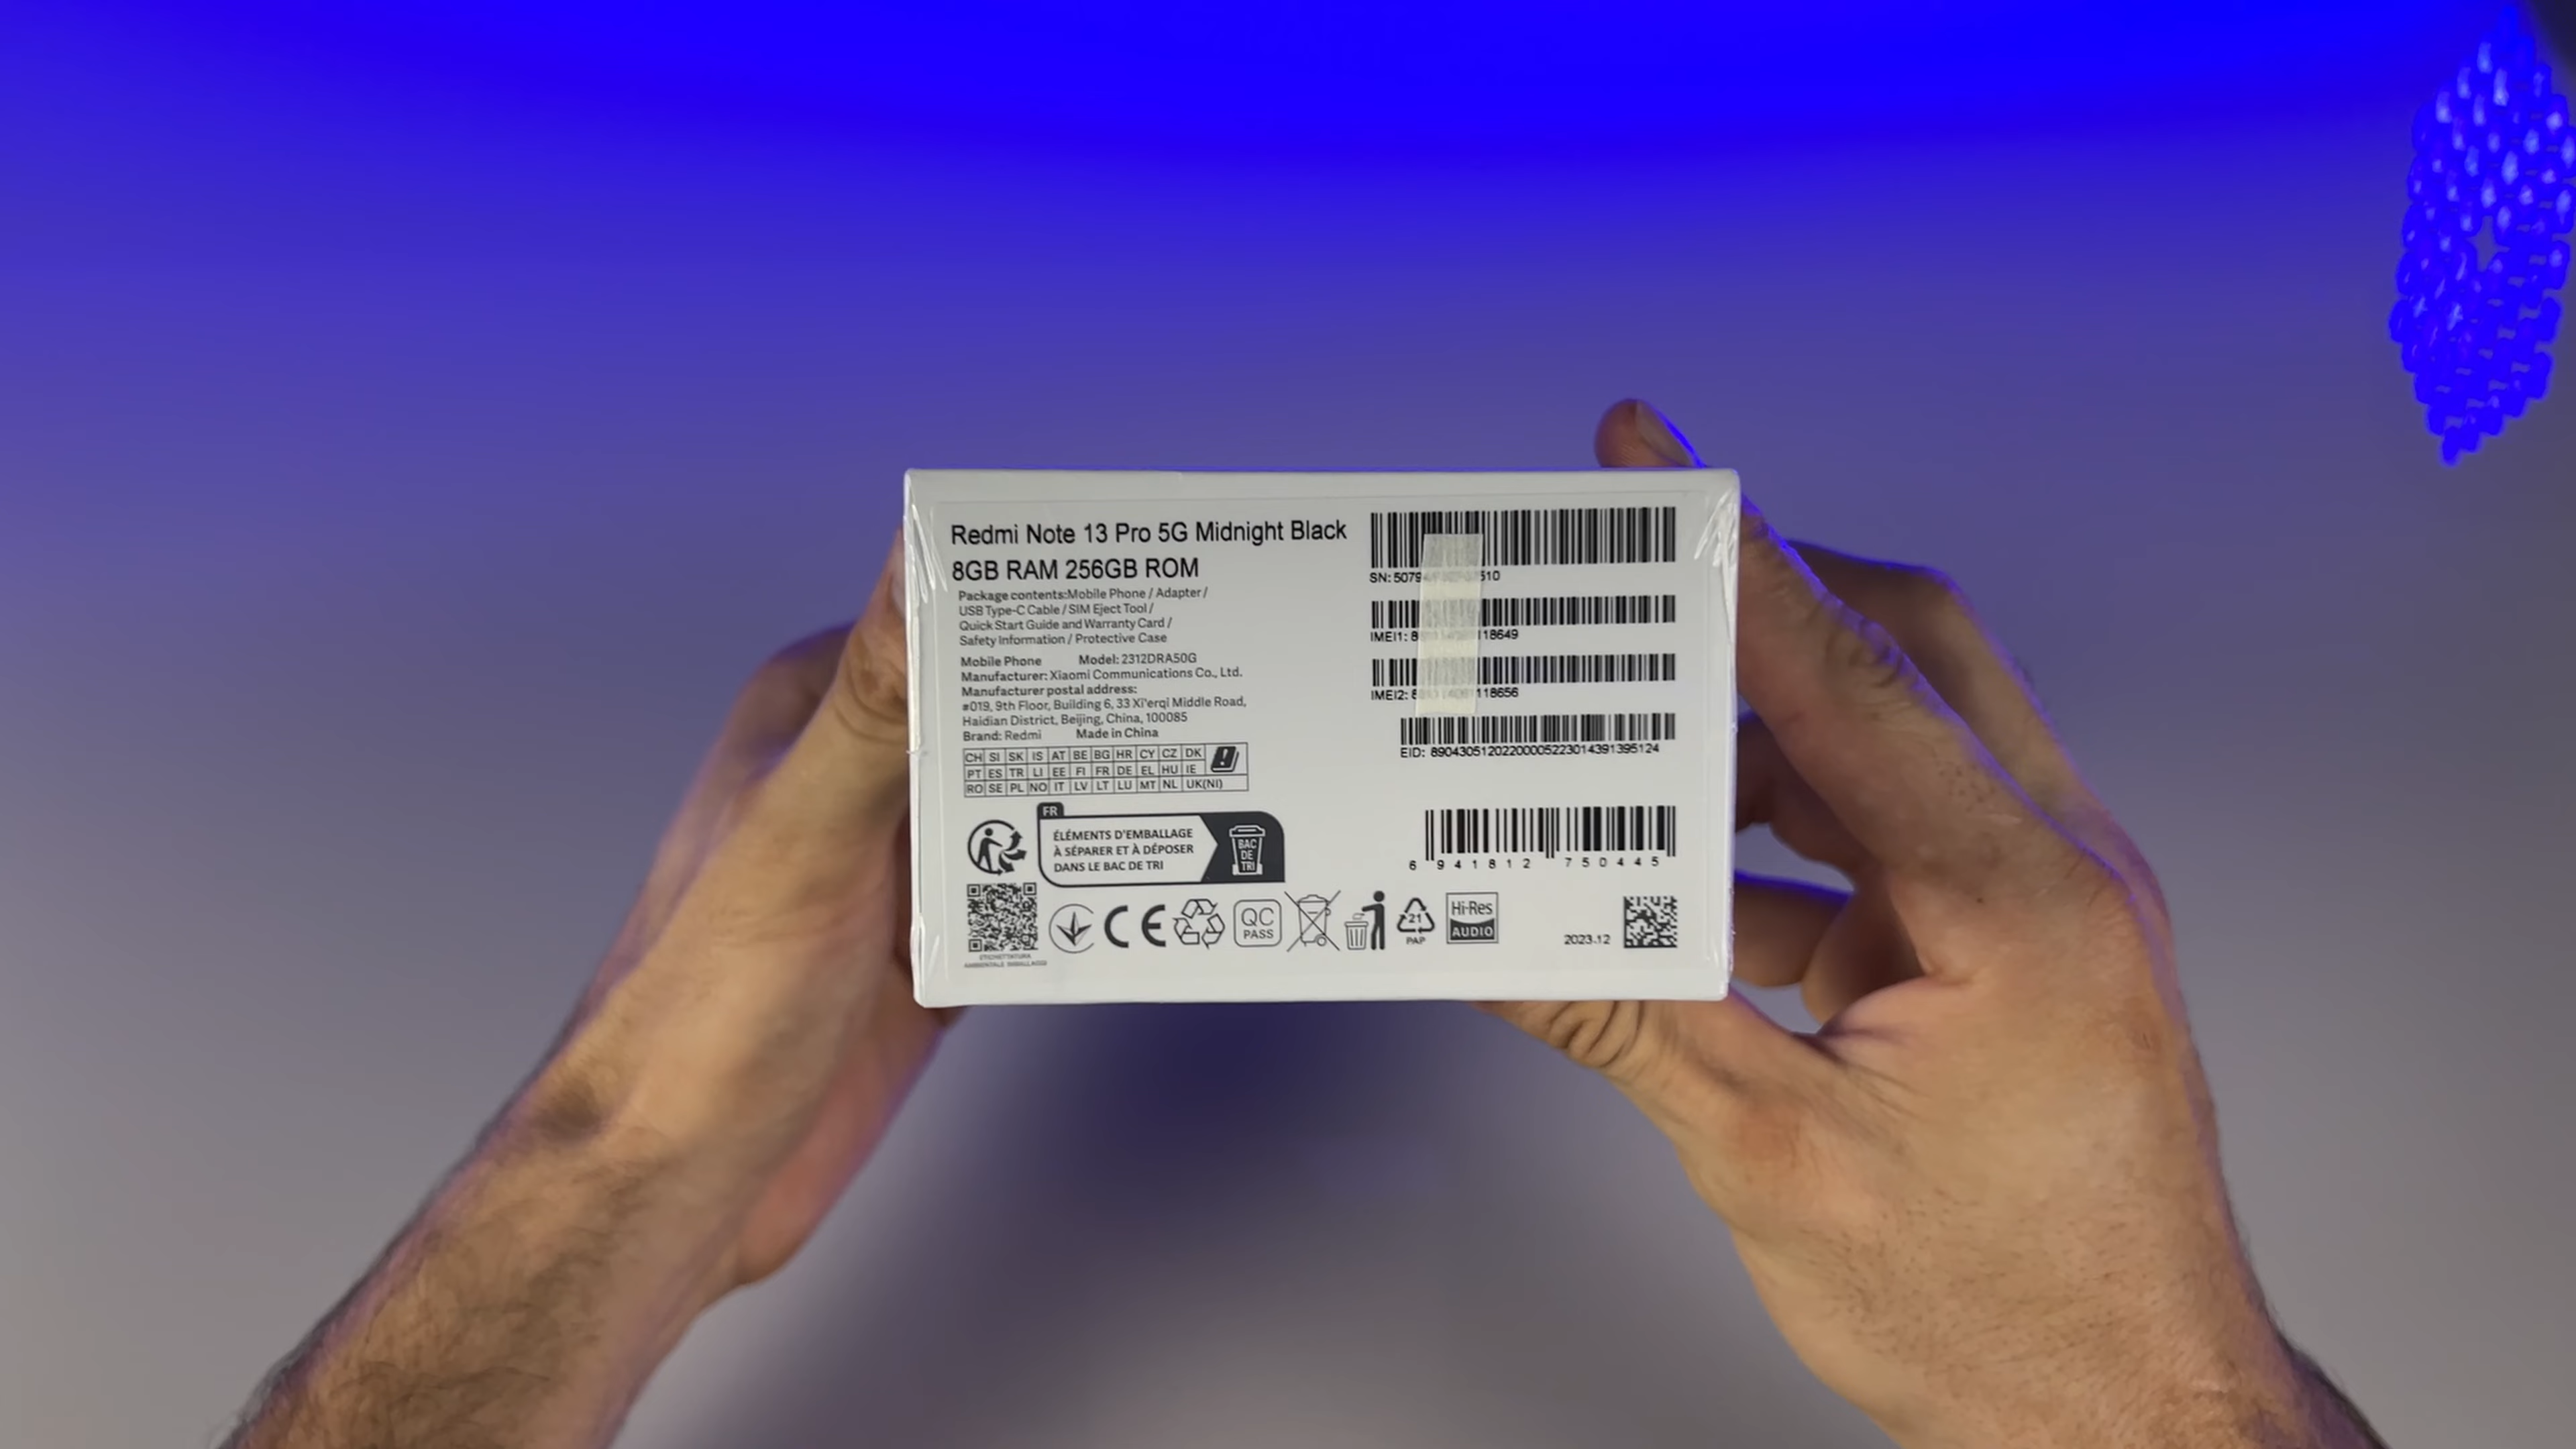 Redmi Note 13 Pro 5G Midnight Black
8GB RAM 256GB ROM
Package contents:Mobile Phone / Adapter /
USB Type-C Cable / SIM Eject Tool /
Quick Start Guide and Warranty Card /
Safety Information / Protective Case
Mobile Phone Model: 2312DRA50G
Manufacturer: Xiaomi Communications Co., Ltd.
Manufacturer postal address:
#019, 9th Floor, Building 6, 33 Xi'erqi Middle Road,
Haidian District, Beijing, China, 100085
Brand: Redmi Made in China
CH SI SK IS AT BE BG HR CY CZ DK
PT ES TR LI EE FI FR DE EL HU IE
RO SE PL NO IT LV LT LU MT NL UK(NI)
FR
ÉLÉMENTS D'EMBALLAGE
À SÉPARER ET À DÉPOSER
DANS LE BAC DE TRI
BAC
DE
TRI
ETICHETTATURA
AMBIENTALE IMBALLAGGI
CE
QC
PASS
21
PAP
Hi-Res
AUDIO
SN:
IMEI1:
IMEI2:
EID: 89043051202200005223014391395124
6 941812 750445
2023.12